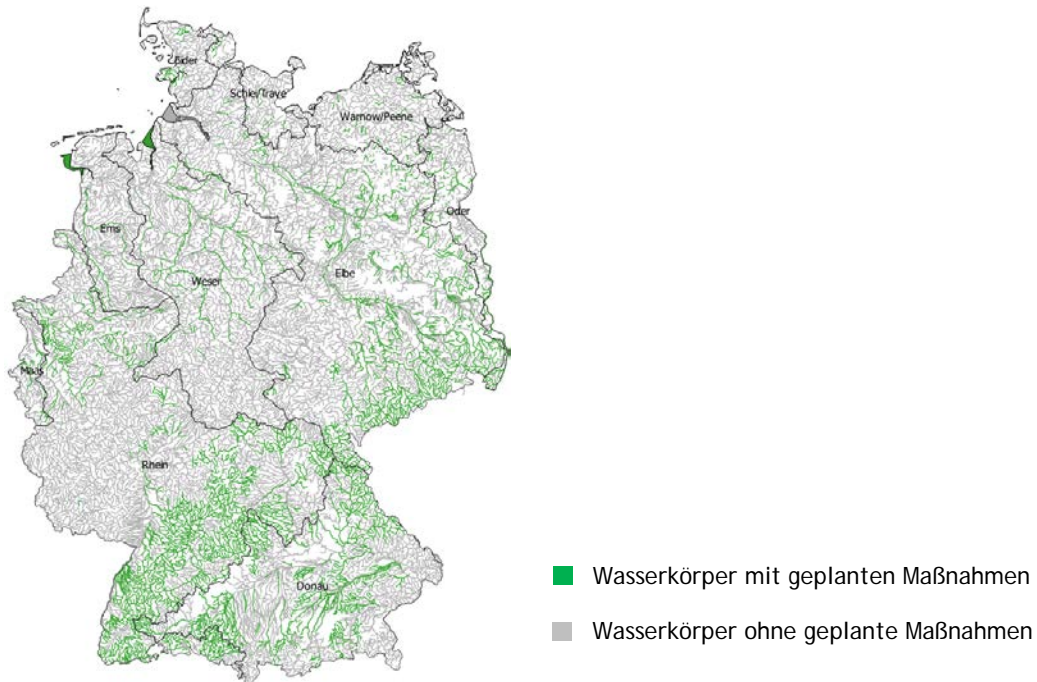 Eider
Schlei/Trave
Warnow/Peene
Oder
Ems
Elbe
Weser
Maas
Rhein
Donau
Wasserkörper mit geplanten Maßnahmen
Wasserkörper ohne geplante Maßnahmen